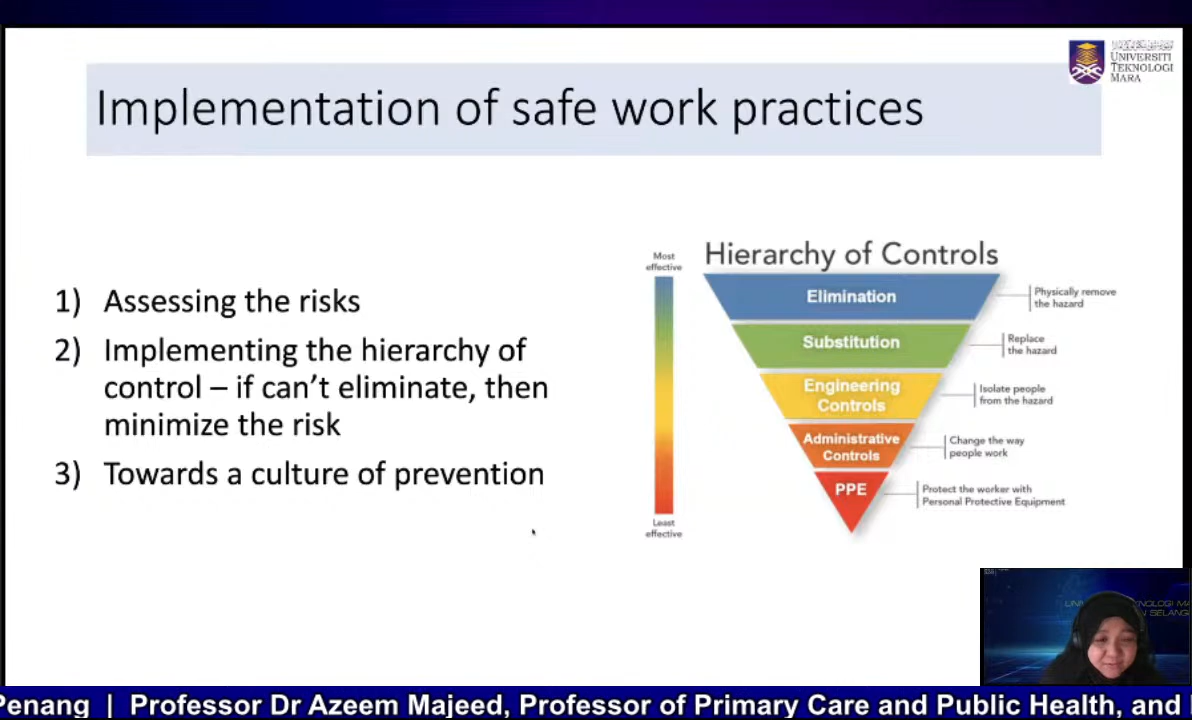 UNIVERSITI
TEKNOLOGI
MARA
Implementation of safe work practices
1) Assessing the risks
2) Implementing the hierarchy of
control – if can't eliminate, then
minimize the risk
3) Towards a culture of prevention
Hierarchy of Controls
Most
effective
Elimination
Physically remove
the hazard
Substitution
Replace
the hazard
Engineering
Controls
Isolate people
from the hazard
Administrative
Controls
Change the way
people work
PPE
Protect the worker with
Personal Protective Equipment
Least
effective
Penang | Professor Dr Azeem Majeed, Professor of Primary Care and Public Health, and